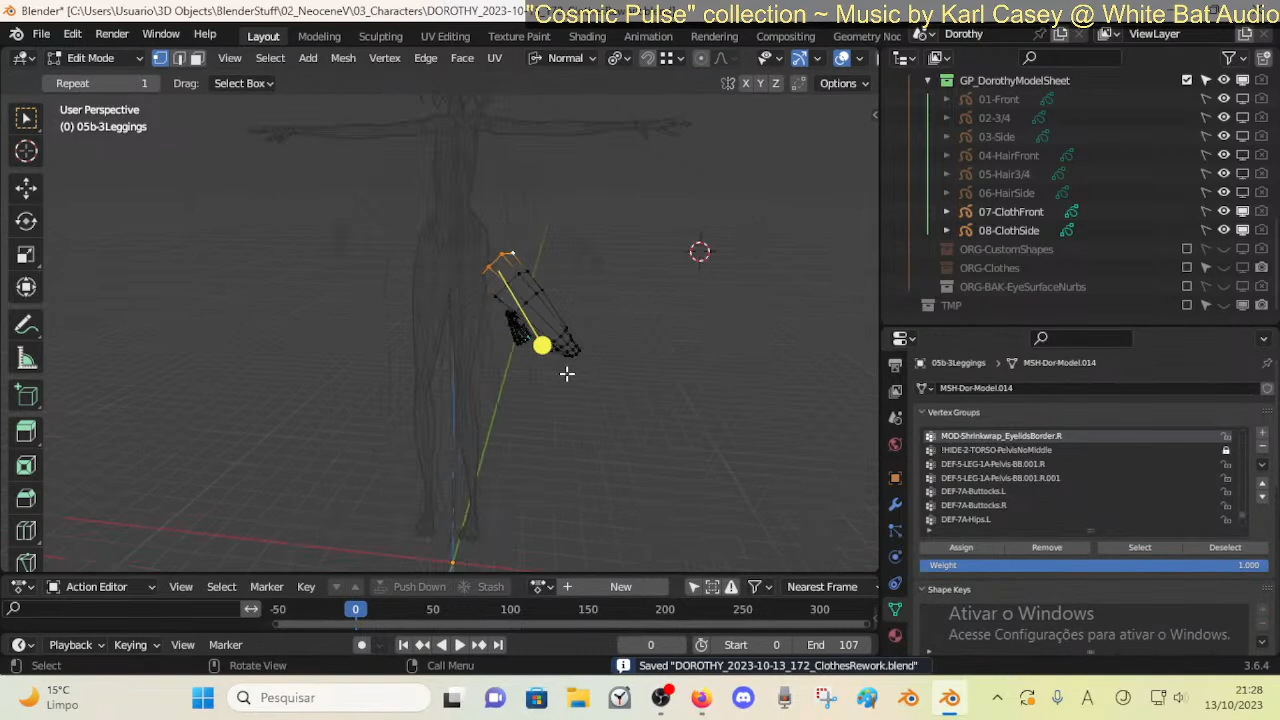 Blender* [C:\Users\Usuario\3D Objects\BlenderStuff\02_NeoceneV\03_Characters\DOROTHY_2023-10-
"Cosmic Pulse" collection ~ Music by Karl Casey @ White Bat Audio
File Edit Render Window Help Layout Modeling Sculpting UV Editing Texture Paint Shading Animation Rendering Compositing Geometry Noc Dorothy ViewLayer
Edit Mode View Select Add Mesh Vertex Edge Face UV Normal
Repeat 1 Drag: Select Box X Y Z Options
User Perspective
(0) 05b-3Leggings
GP_DorothyModelSheet
01-Front
02-3/4
03-Side
04-HairFront
05-Hair3/4
06-HairSide
07-ClothFront
08-ClothSide
ORG-CustomShapes
ORG-Clothes
ORG-BAK-EyeSurfaceNurbs
TMP
05b-3Leggings > MSH-Dor-Model.014
MSH-Dor-Model.014
Vertex Groups
MOD-Shrinkwrap_EyelidsBorder.R
!HIDE-2-TORSO-PelvisNoMiddle
DEF-5-LEG-1A-Pelvis-BB.001.R
DEF-5-LEG-1A-Pelvis-BB.001.R.001
DEF-7A-Buttocks.L
DEF-7A-Buttocks.R
DEF-7A-Hips.L
Assign Remove Select Deselect
Weight 1.000
Shape Keys
Ativar o Windows
Acesse Configurações para ativar o Windows.
Action Editor View Select Marker Key Push Down Stash New Nearest Frame
-50 0 50 100 150 200 250 300
Playback Keying View Marker 0 Start 0 End 107
Select Rotate View Call Menu Saved "DOROTHY_2023-10-13_172_ClothesRework.blend" 3.6.4
15°C
Limpo
Pesquisar
21:28
13/10/2023